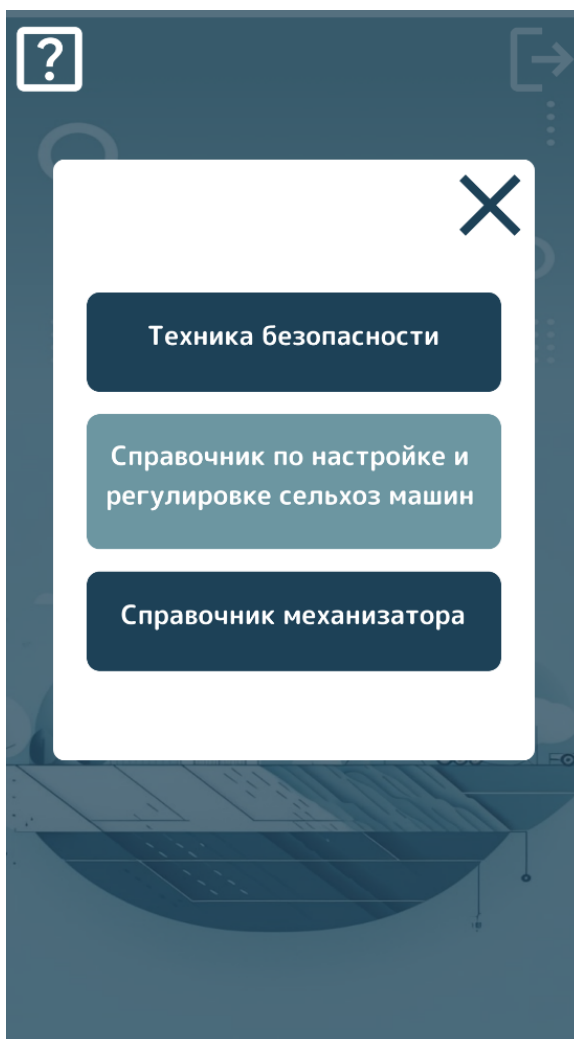 ?
Техника безопасности
Справочник по настройке и
регулировке сельхоз машин
Справочник механизатора